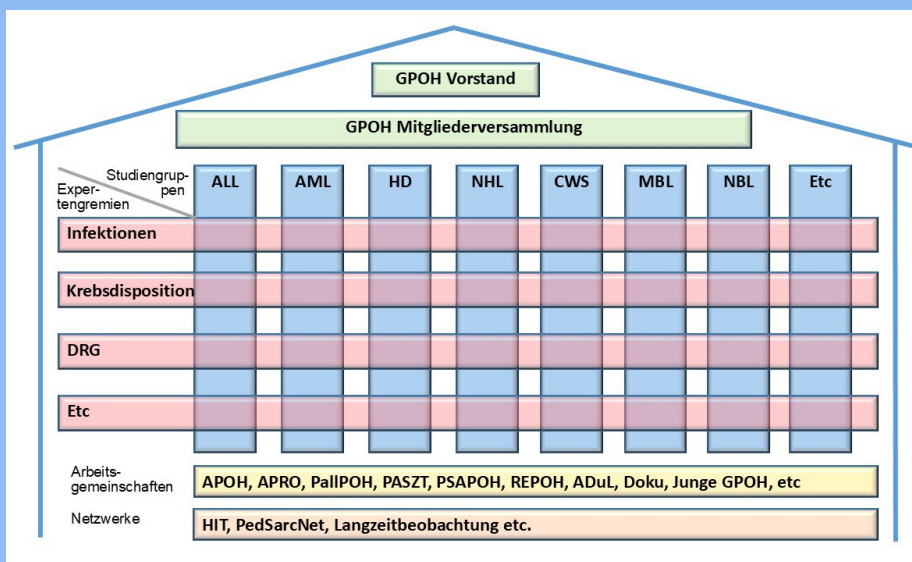 GPOH Vorstand
GPOH Mitgliederversammlung
Studiengrup-
pen
Exper-
tengremien
ALL
AML
HD
NHL
CWS
MBL
NBL
Etc
Infektionen
Krebsdisposition
DRG
Etc
Arbeits-
gemeinschaften
APOH, APRO, PallPOH, PASZT, PSAPOH, REPOH, ADuL, Doku, Junge GPOH, etc
Netzwerke
HIT, PedSarcNet, Langzeitbeobachtung etc.